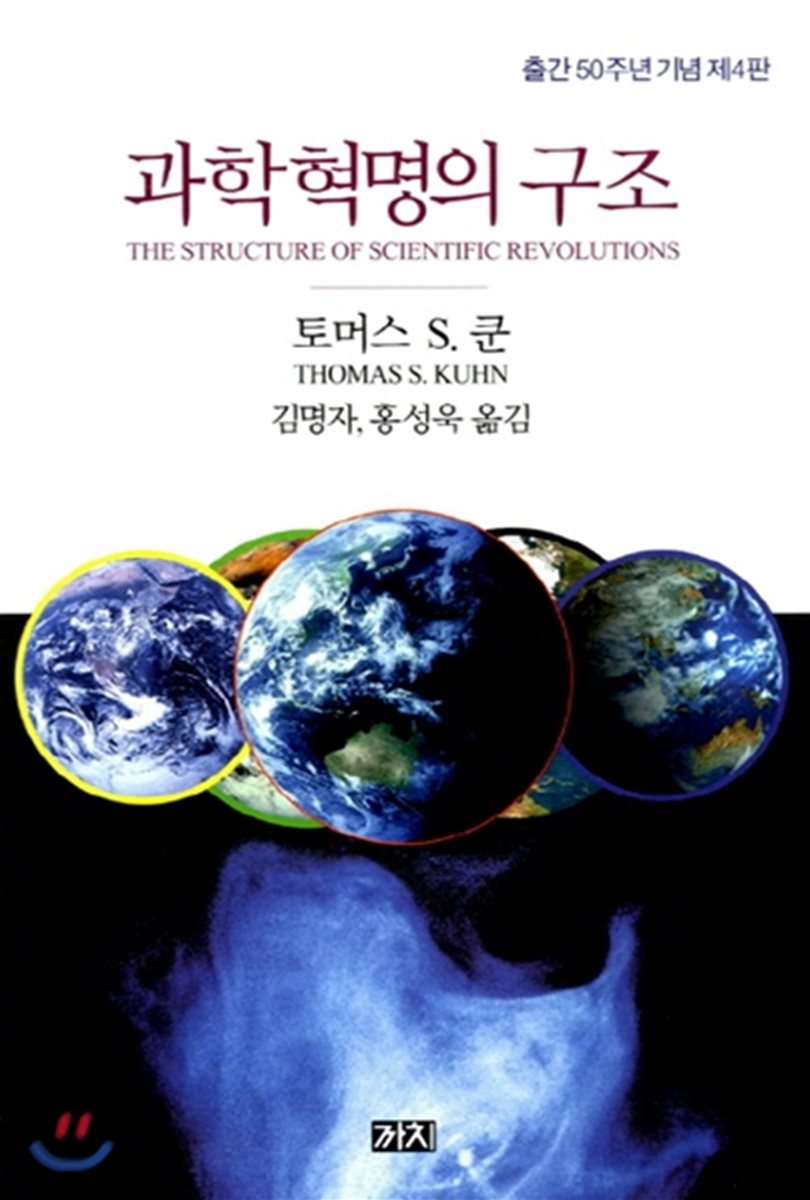 출간 50주년 기념 제4판
과학혁명의 구조
THE STRUCTURE OF SCIENTIFIC REVOLUTIONS
토머스 S. 쿤
THOMAS S. KUHN
김명자, 홍성욱 옮김
까치